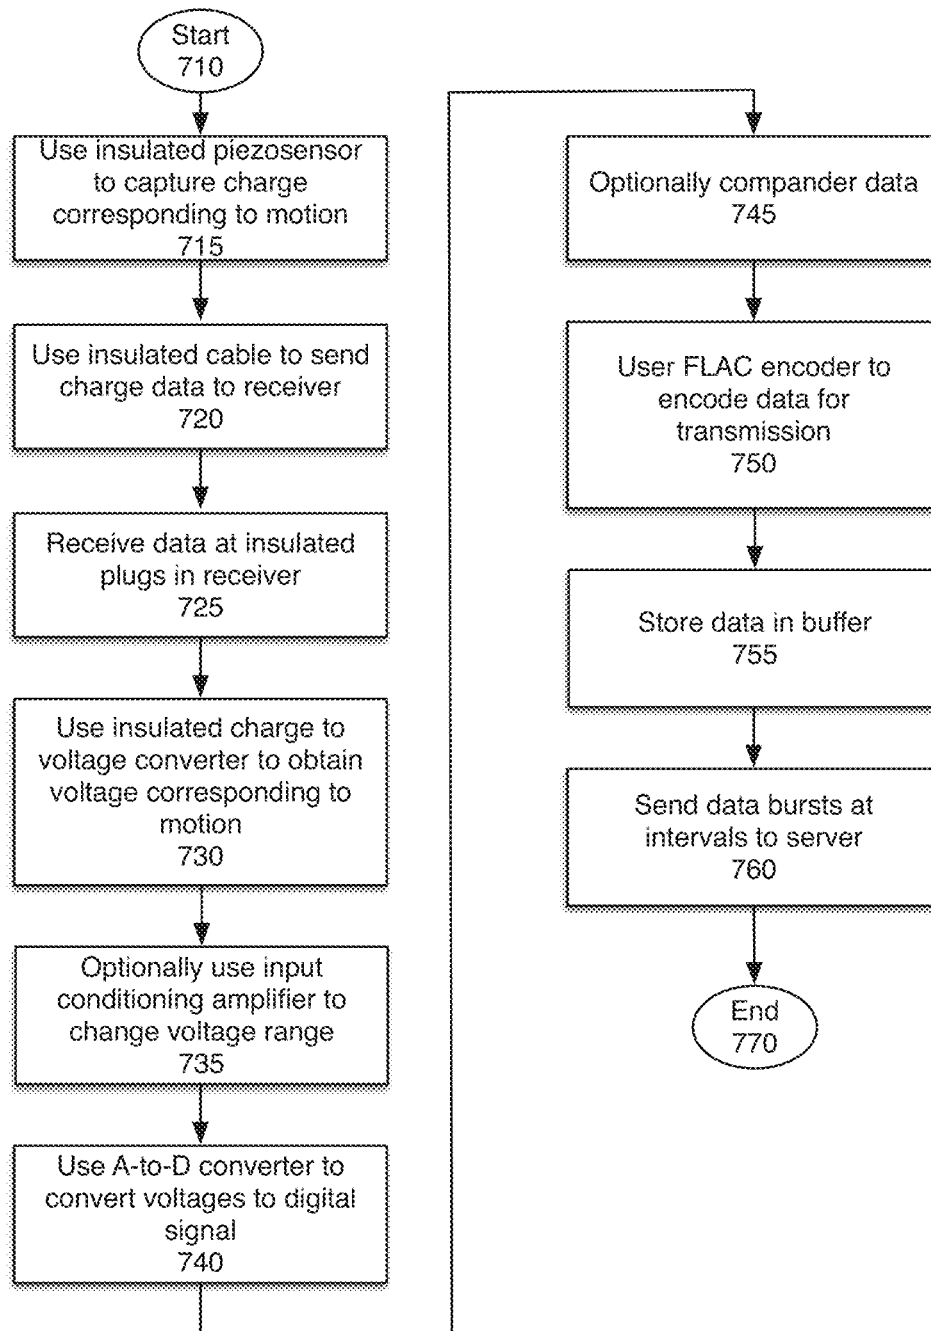 Start
710
Use insulated piezosensor
to capture charge
corresponding to motion
715
Use insulated cable to send
charge data to receiver
720
Receive data at insulated
plugs in receiver
725
Use insulated charge to
voltage converter to obtain
voltage corresponding to
motion
730
Optionally use input
conditioning amplifier to
change voltage range
735
Use A-to-D converter to
convert voltages to digital
signal
740
Optionally compander data
745
User FLAC encoder to
encode data for
transmission
750
Store data in buffer
755
Send data bursts at
intervals to server
760
End
770